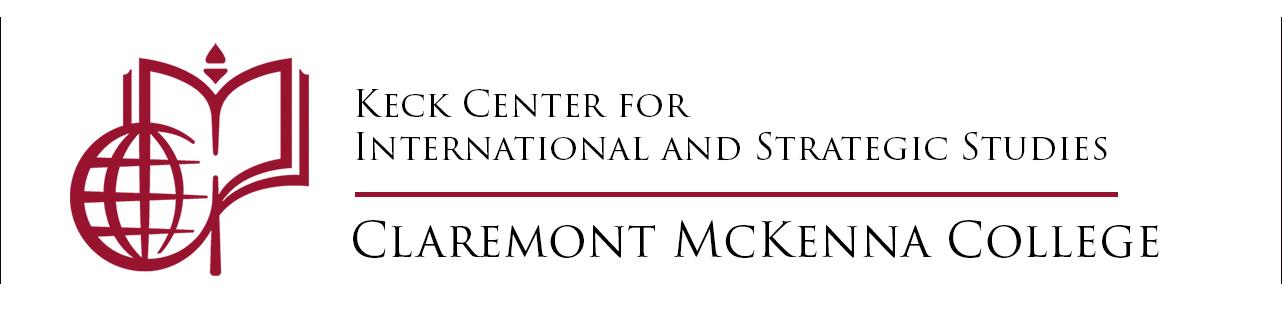 Keck Center for
International and Strategic Studies
Claremont McKenna College